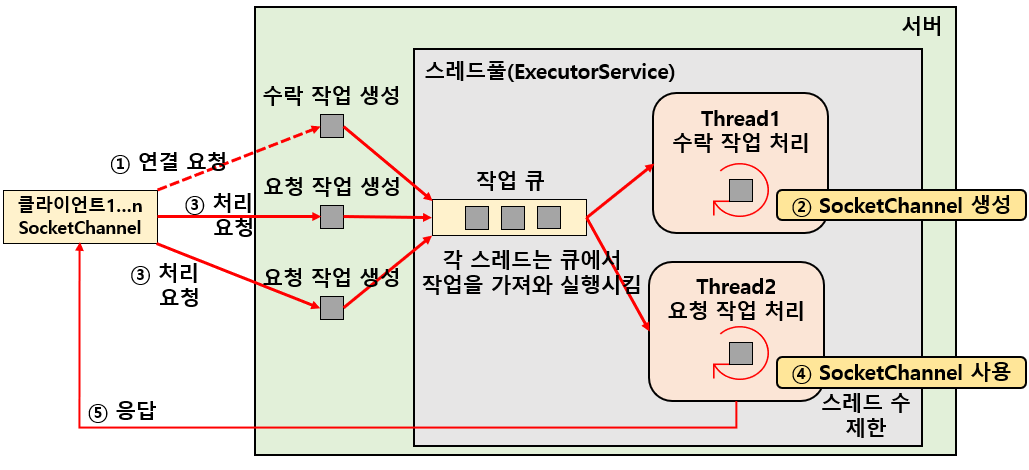 서버
스레드풀(ExecutorService)
수락 작업 생성
① 연결 요청
요청 작업 생성
클라이언트1...n
SocketChannel
③ 처리
요청
③ 처리
요청
요청 작업 생성
작업 큐
각 스레드는 큐에서
작업을 가져와 실행시킴
Thread1
수락 작업 처리
② SocketChannel 생성
Thread2
요청 작업 처리
④ SocketChannel 사용
스레드 수
제한
⑤ 응답